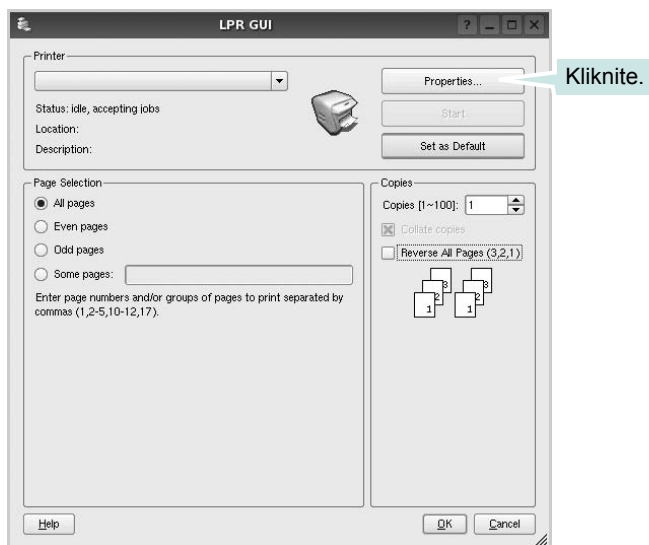 LPR GUI
Printer
Properties...
Kliknite.
Status: idle, accepting jobs
Start
Location:
Description:
Set as Default
Page Selection
All pages
Even pages
Odd pages
Some pages:
Enter page numbers and/or groups of pages to print separated by
commas (1,2-5,10-12,17).
Copies
Copies [1~100]: 1
Collate copies
Reverse All Pages (3,2,1)
3 3
2 2
1 1
Help
OK
Cancel